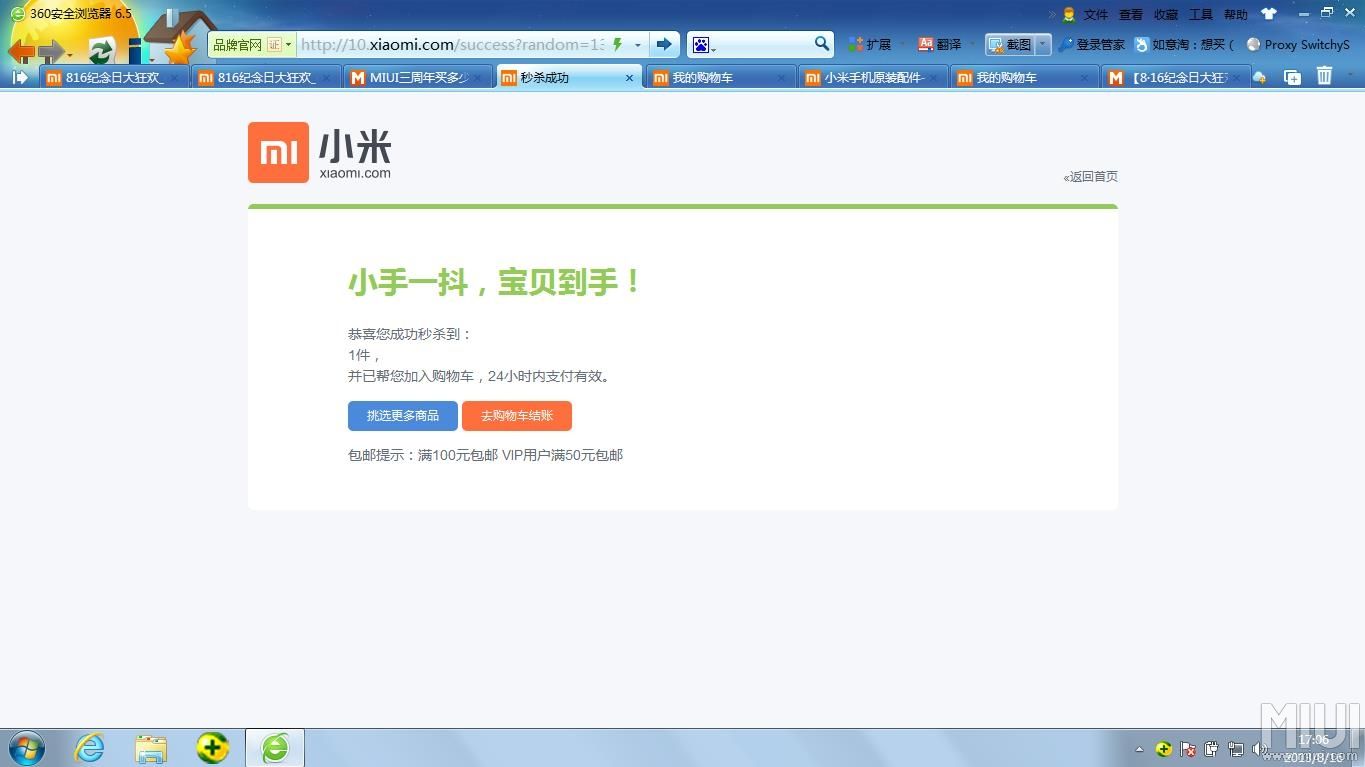 360安全浏览器 6.5
文件 查看 收藏 工具 帮助
品牌官网 证 http://10.xiaomi.com/success?random=13
扩展 翻译 截图 登录管家 如意淘：想买 ( Proxy SwitchyS
816纪念日大狂欢_ 816纪念日大狂欢_ MIUI三周年买多少 秒杀成功 我的购物车 小米手机原装配件- 我的购物车 【8·16纪念日大狂
mi 小米
xiaomi.com
«返回首页
小手一抖，宝贝到手！
恭喜您成功秒杀到：
1件，
并已帮您加入购物车，24小时内支付有效。
挑选更多商品 去购物车结账
包邮提示：满100元包邮 VIP用户满50元包邮
MIUI
17:06
www.miui.com